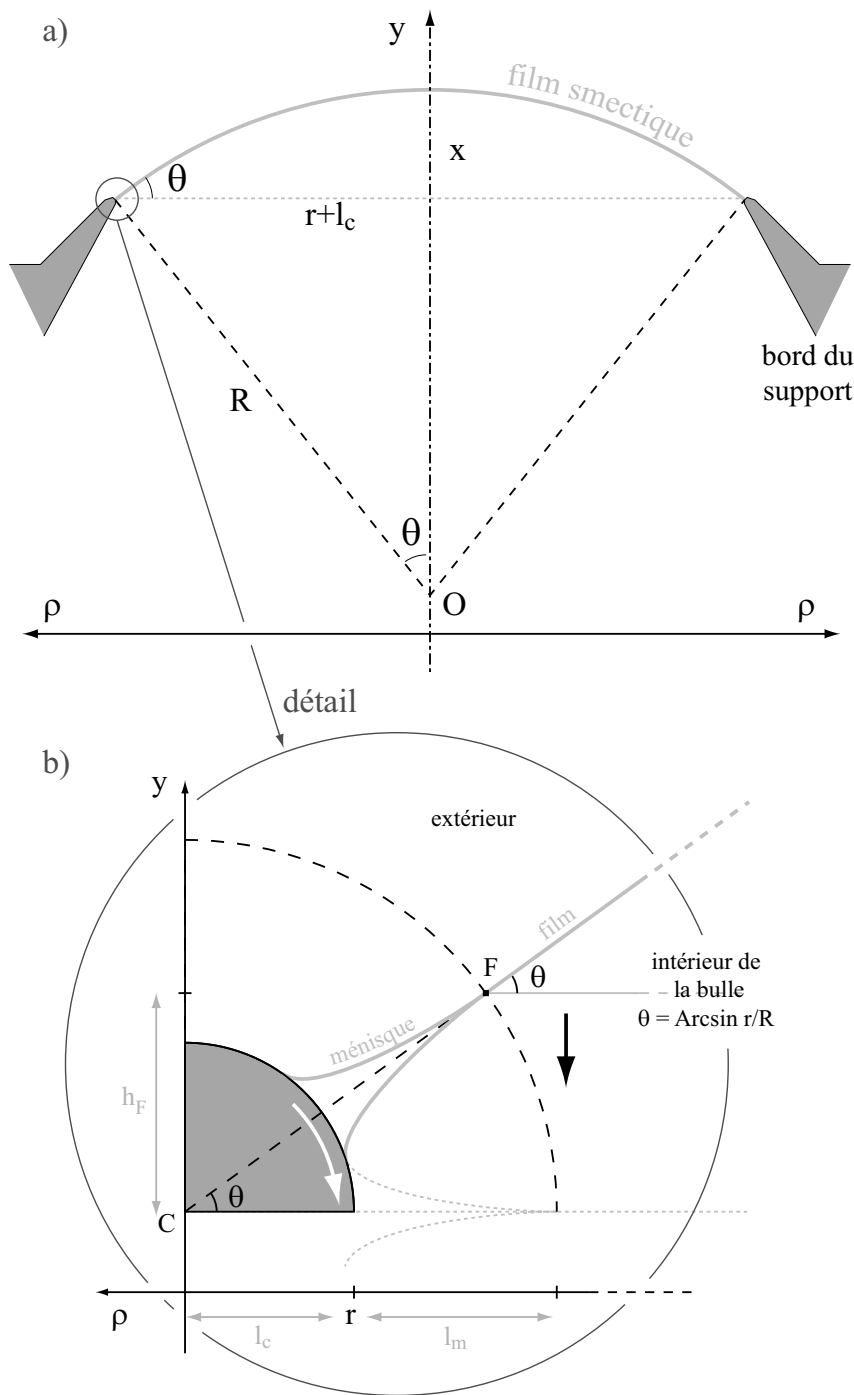 a)
y
film smectique
x
θ
r+l_c
bord du
support
R
θ
O
ρ
ρ
détail
b)
y
extérieur
film
F
θ
intérieur de
la bulle
θ = Arcsin r/R
ménisque
h_F
θ
C
ρ
r
l_c
l_m